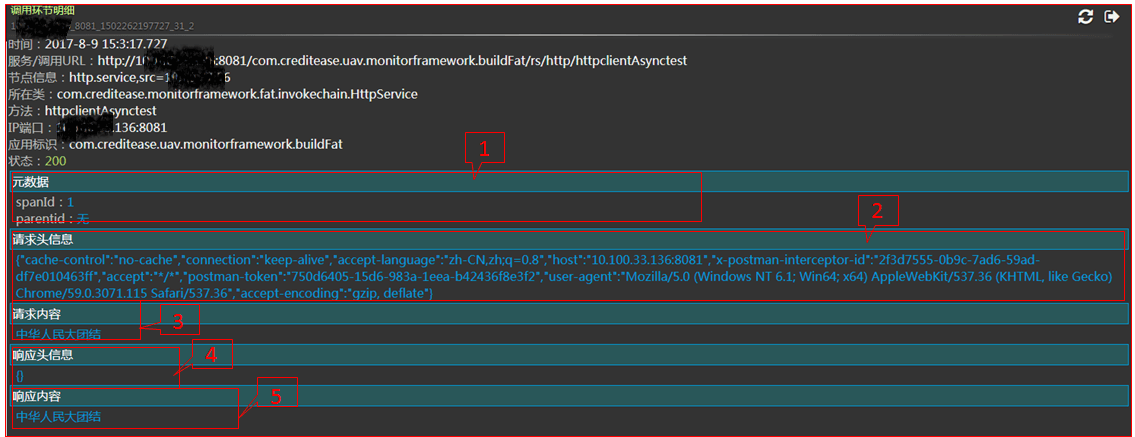 调用环节明细
_8081_1502262197727_31_2
时间：2017-8-9 15:3:17.727
服务/调用URL：http://10 :8081/com.creditease.uav.monitorframework.buildFat/rs/http/httpclientAsynctest
节点信息：http.service,src=1 6
所在类：com.creditease.monitorframework.fat.invokechain.HttpService
方法：httpclientAsynctest
IP端口： .136:8081
应用标识：com.creditease.uav.monitorframework.buildFat
状态：200
1
元数据
spanId：1
parentid：无
2
请求头信息
{"cache-control":"no-cache","connection":"keep-alive","accept-language":"zh-CN,zh;q=0.8","host":"10.100.33.136:8081","x-postman-interceptor-id":"2f3d7555-0b9c-7ad6-59ad-
df7e010463ff","accept":"*/*","postman-token":"750d6405-15d6-983a-1eea-b42436f8e3f2","user-agent":"Mozilla/5.0 (Windows NT 6.1; Win64; x64) AppleWebKit/537.36 (KHTML, like Gecko)
Chrome/59.0.3071.115 Safari/537.36","accept-encoding":"gzip, deflate"}
请求内容
3
中华人民大团结
响应头信息
4
{}
响应内容
5
中华人民大团结